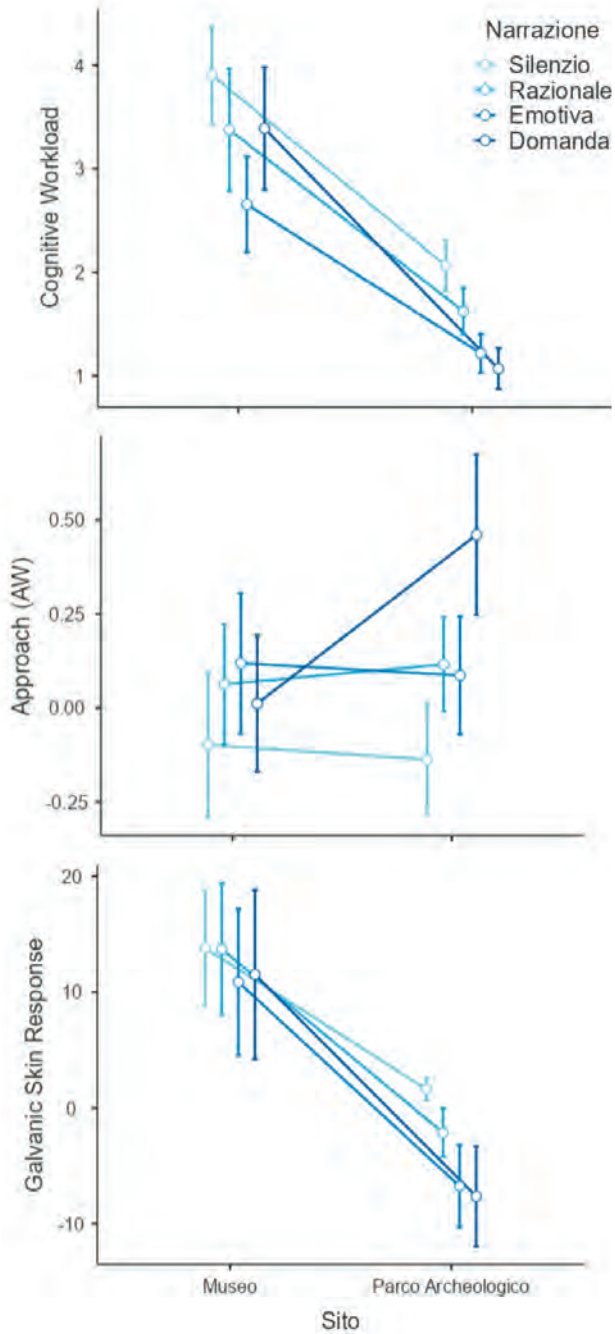 Narrazione
Silenzio
Razionale
Emotiva
Domanda
Cognitive Workload
4
3
2
1
Approach (AW)
0.50
0.25
0.00
-0.25
Galvanic Skin Response
20
10
0
-10
Museo
Parco Archeologico
Sito